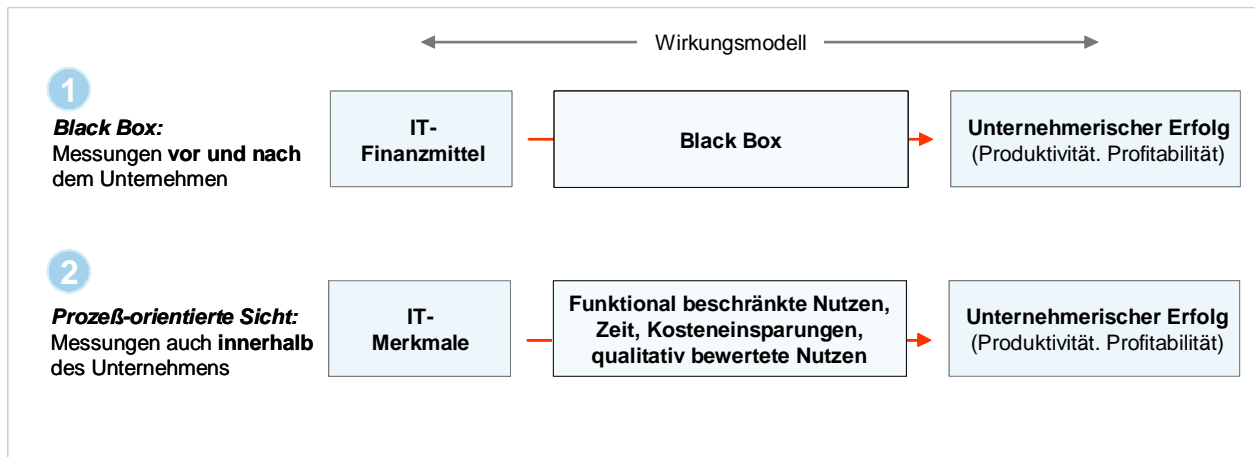 Wirkungsmodell
1
Black Box:
Messungen vor und nach
dem Unternehmen
IT-
Finanzmittel
Black Box
Unternehmerischer Erfolg
(Produktivität. Profitabilität)
2
Prozeß-orientierte Sicht:
Messungen auch innerhalb
des Unternehmens
IT-
Merkmale
Funktional beschränkte Nutzen,
Zeit, Kosteneinsparungen,
qualitativ bewertete Nutzen
Unternehmerischer Erfolg
(Produktivität. Profitabilität)